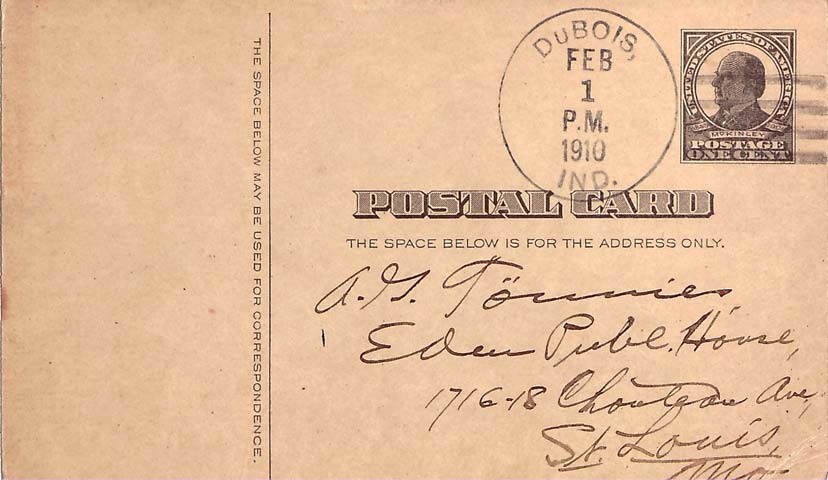 DUBOIS,
FEB
1
P.M.
1910
IND.
UNITED STATES OF AMERICA
McKINLEY
POSTAGE
ONE CENT
POSTAL CARD
THE SPACE BELOW IS FOR THE ADDRESS ONLY.
THE SPACE BELOW MAY BE USED FOR CORRESPONDENCE.
A.G. Tönnies
Eden Publ. House,
1716-18 Chouteau Ave,
St. Louis,
Mo